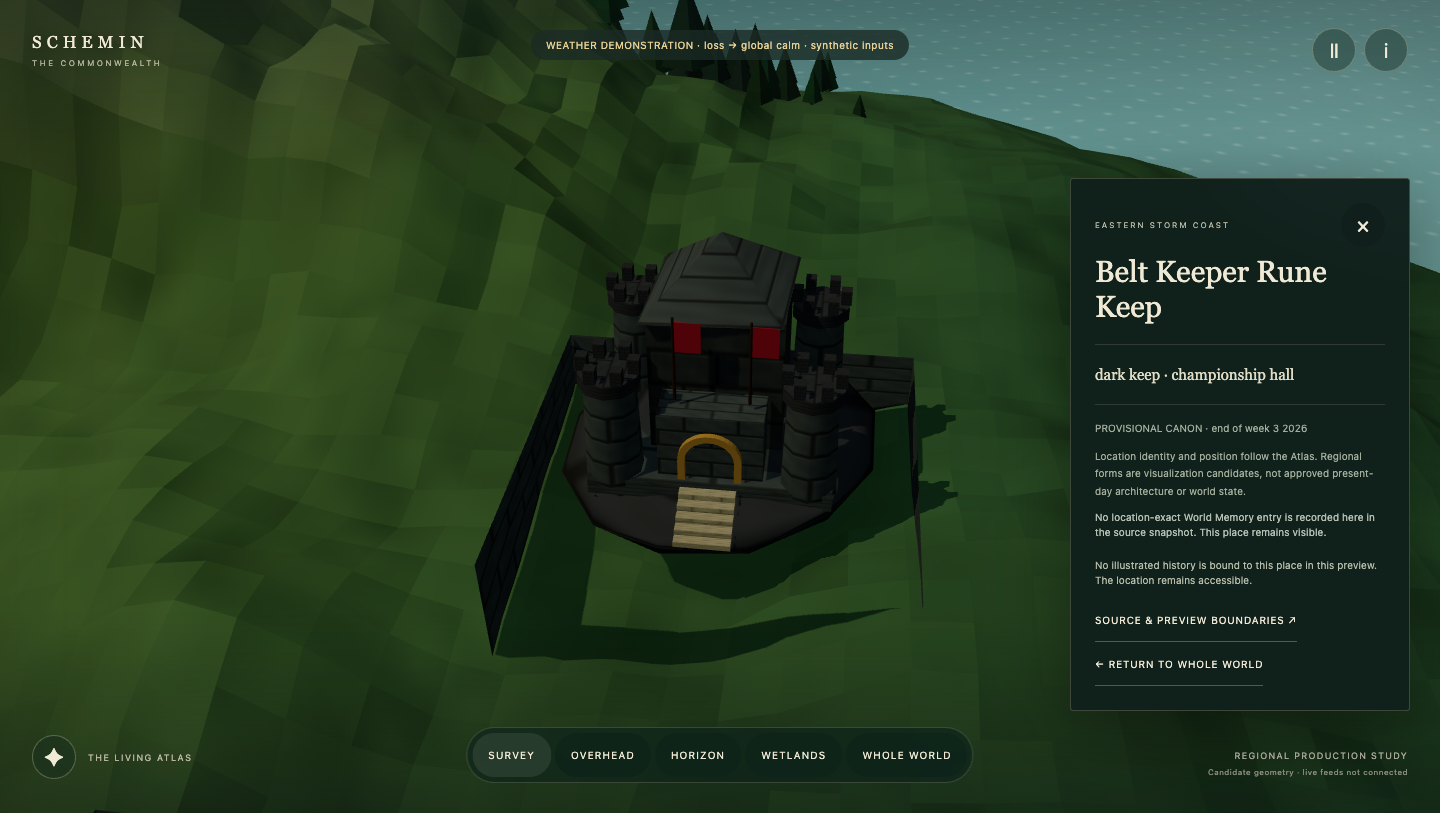 SCHEMIN
THE COMMONWEALTH
WEATHER DEMONSTRATION · loss → global calm · synthetic inputs
EASTERN STORM COAST
Belt Keeper Rune
Keep
dark keep · championship hall
PROVISIONAL CANON · end of week 3 2026
Location identity and position follow the Atlas. Regional
forms are visualization candidates, not approved present-
day architecture or world state.
No location-exact World Memory entry is recorded here in
the source snapshot. This place remains visible.
No illustrated history is bound to this place in this preview.
The location remains accessible.
SOURCE & PREVIEW BOUNDARIES ↗
← RETURN TO WHOLE WORLD
THE LIVING ATLAS
SURVEY OVERHEAD HORIZON WETLANDS WHOLE WORLD
REGIONAL PRODUCTION STUDY
Candidate geometry · live feeds not connected